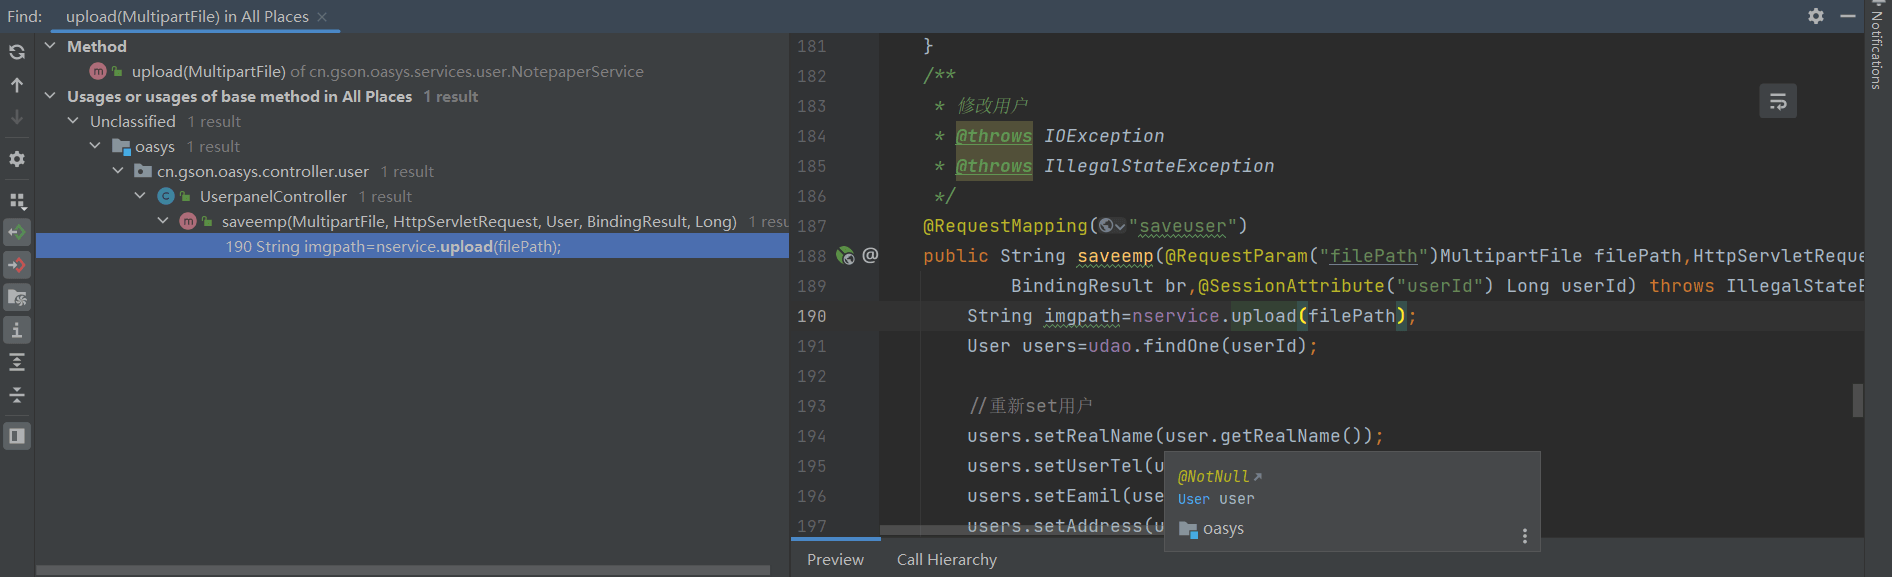 Find: upload(MultipartFile) in All Places
Method
upload(MultipartFile) of cn.gson.oasys.services.user.NotepaperService
Usages or usages of base method in All Places 1 result
Unclassified 1 result
oasys 1 result
cn.gson.oasys.controller.user 1 result
UserpanelController 1 result
saveemp(MultipartFile, HttpServletRequest, User, BindingResult, Long) 1 resu
190 String imgpath=nservice.upload(filePath);
181 }
182 /**
183 * 修改用户
184 * @throws IOException
185 * @throws IllegalStateException
186 */
187 @RequestMapping("saveuser")
188 @ public String saveemp(@RequestParam("filePath")MultipartFile filePath,HttpServletReque
189 BindingResult br,@SessionAttribute("userId") Long userId) throws IllegalStateE
190 String imgpath=nservice.upload(filePath);
191 User users=udao.findOne(userId);
192
193 //重新set用户
194 users.setRealName(user.getRealName());
195 users.setUserTel(u
196 users.setEamil(use
197 users.setAddress(u
@NotNull
User user
oasys
Preview Call Hierarchy
Notifications